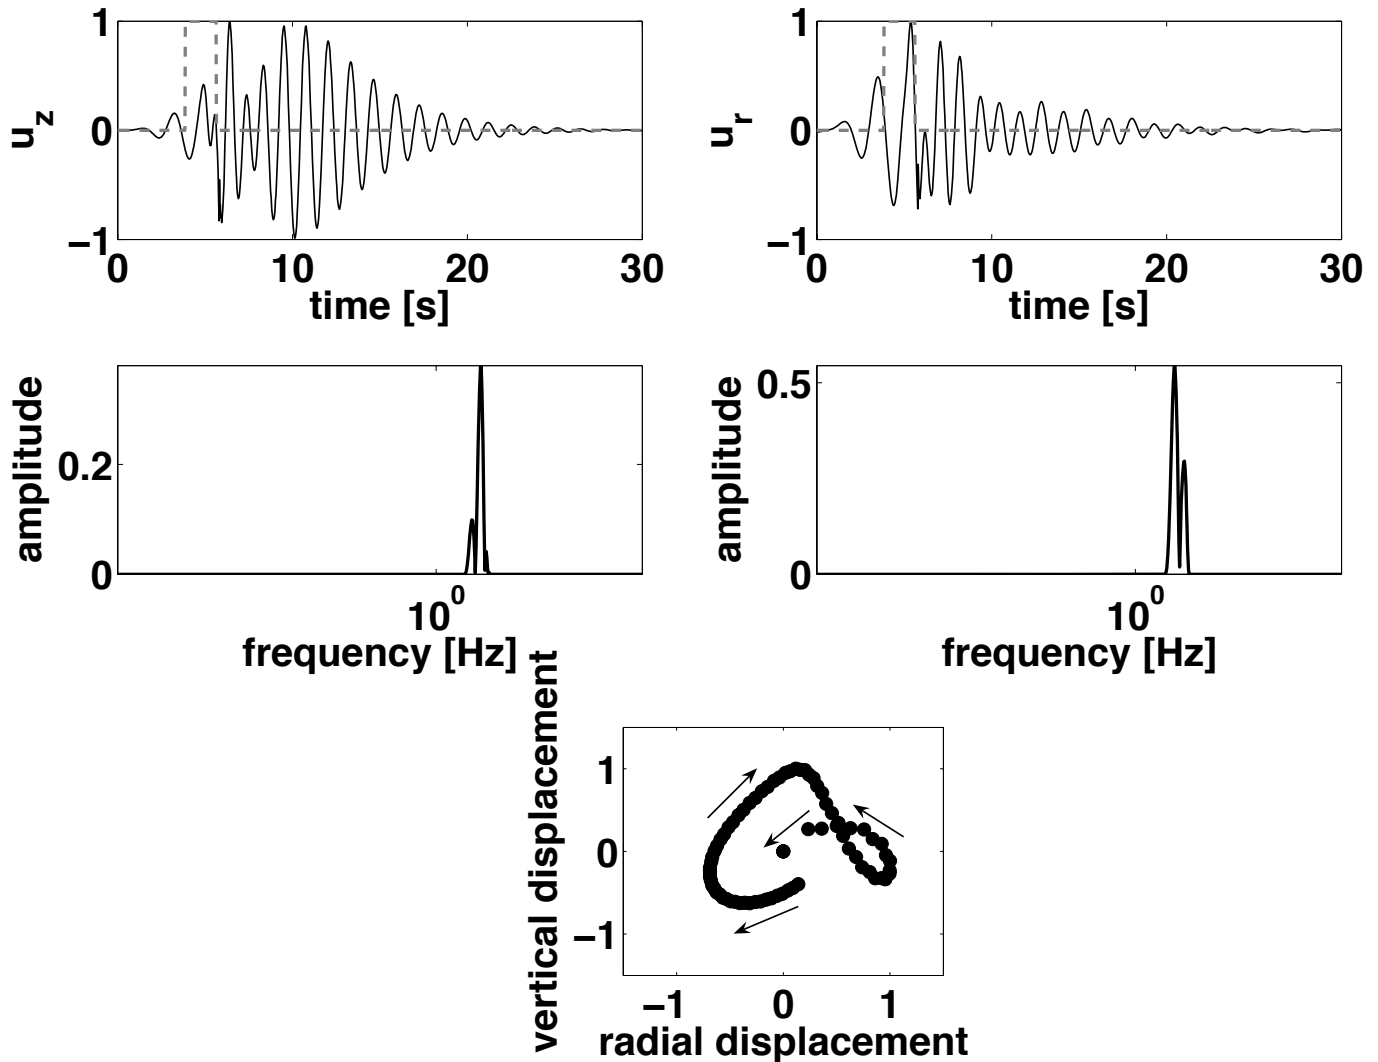 1
0
−1
u_z
0 10 20 30
time [s]
1
0
−1
u_r
0 10 20 30
time [s]
0.2
0
amplitude
10^0
frequency [Hz]
0.5
0
amplitude
10^0
frequency [Hz]
1
0
−1
vertical displacement
−1 0 1
radial displacement